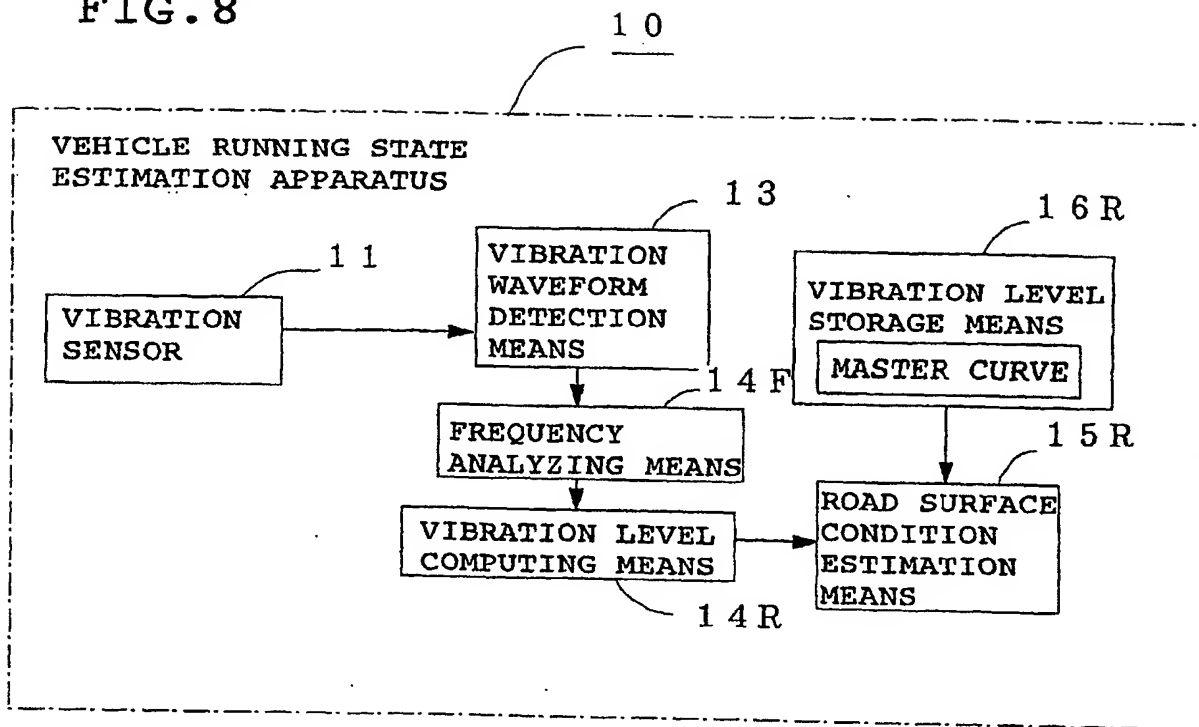 FIG.8
10
VEHICLE RUNNING STATE
ESTIMATION APPARATUS
13
16R
11
VIBRATION
WAVEFORM
DETECTION
MEANS
VIBRATION LEVEL
STORAGE MEANS
MASTER CURVE
VIBRATION
SENSOR
14F
15R
FREQUENCY
ANALYZING MEANS
ROAD SURFACE
CONDITION
ESTIMATION
MEANS
VIBRATION LEVEL
COMPUTING MEANS
14R